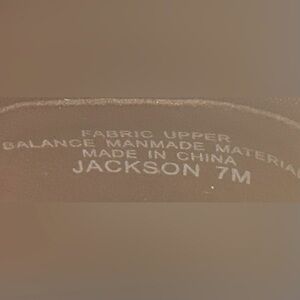 FABRIC UPPER
BALANCE MANMADE MATERIAL
MADE IN CHINA
JACKSON 7M